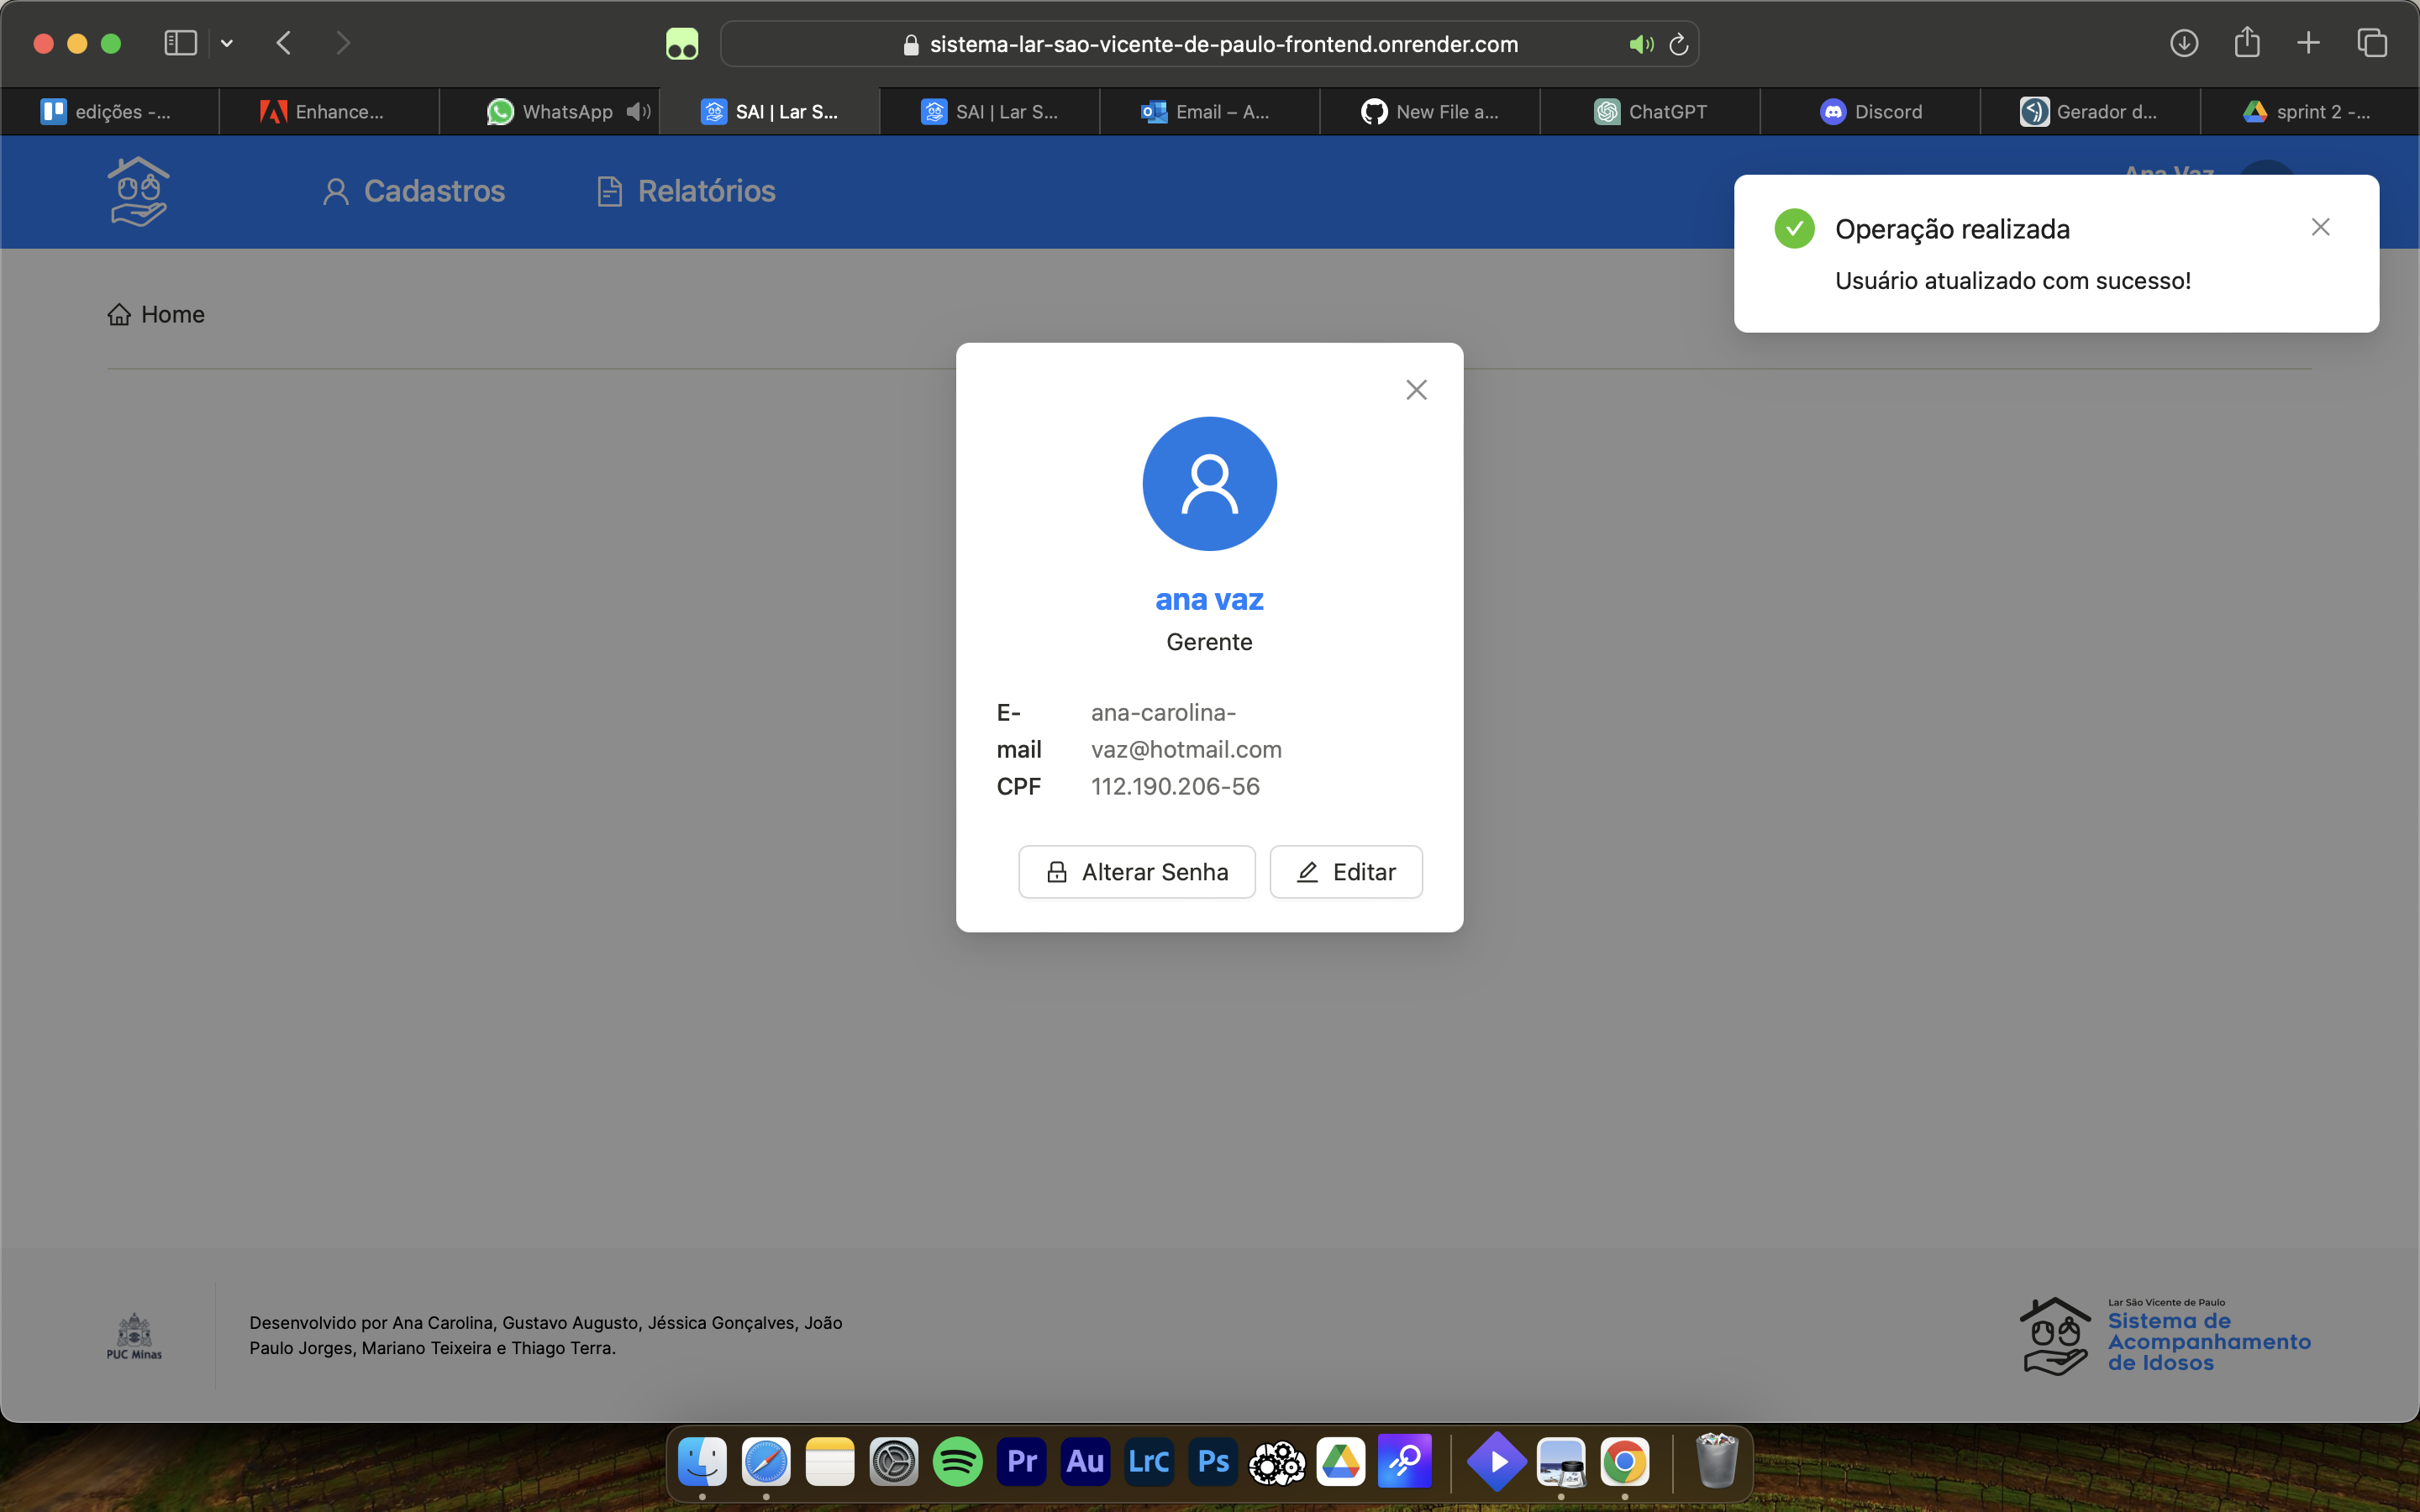 sistema-lar-sao-vicente-de-paulo-frontend.onrender.com
edições -...
Enhance...
WhatsApp
SAI | Lar S...
SAI | Lar S...
Email – A...
New File a...
ChatGPT
Discord
Gerador d...
sprint 2 -...
Cadastros
Relatórios
Ana Vaz
Operação realizada
Usuário atualizado com sucesso!
Home
ana vaz
Gerente
E-
mail
ana-carolina-
vaz@hotmail.com
CPF
112.190.206-56
Alterar Senha
Editar
PUC Minas
Desenvolvido por Ana Carolina, Gustavo Augusto, Jéssica Gonçalves, João
Paulo Jorges, Mariano Teixeira e Thiago Terra.
Lar São Vicente de Paulo
Sistema de
Acompanhamento
de Idosos
Pr
Au
LrC
Ps